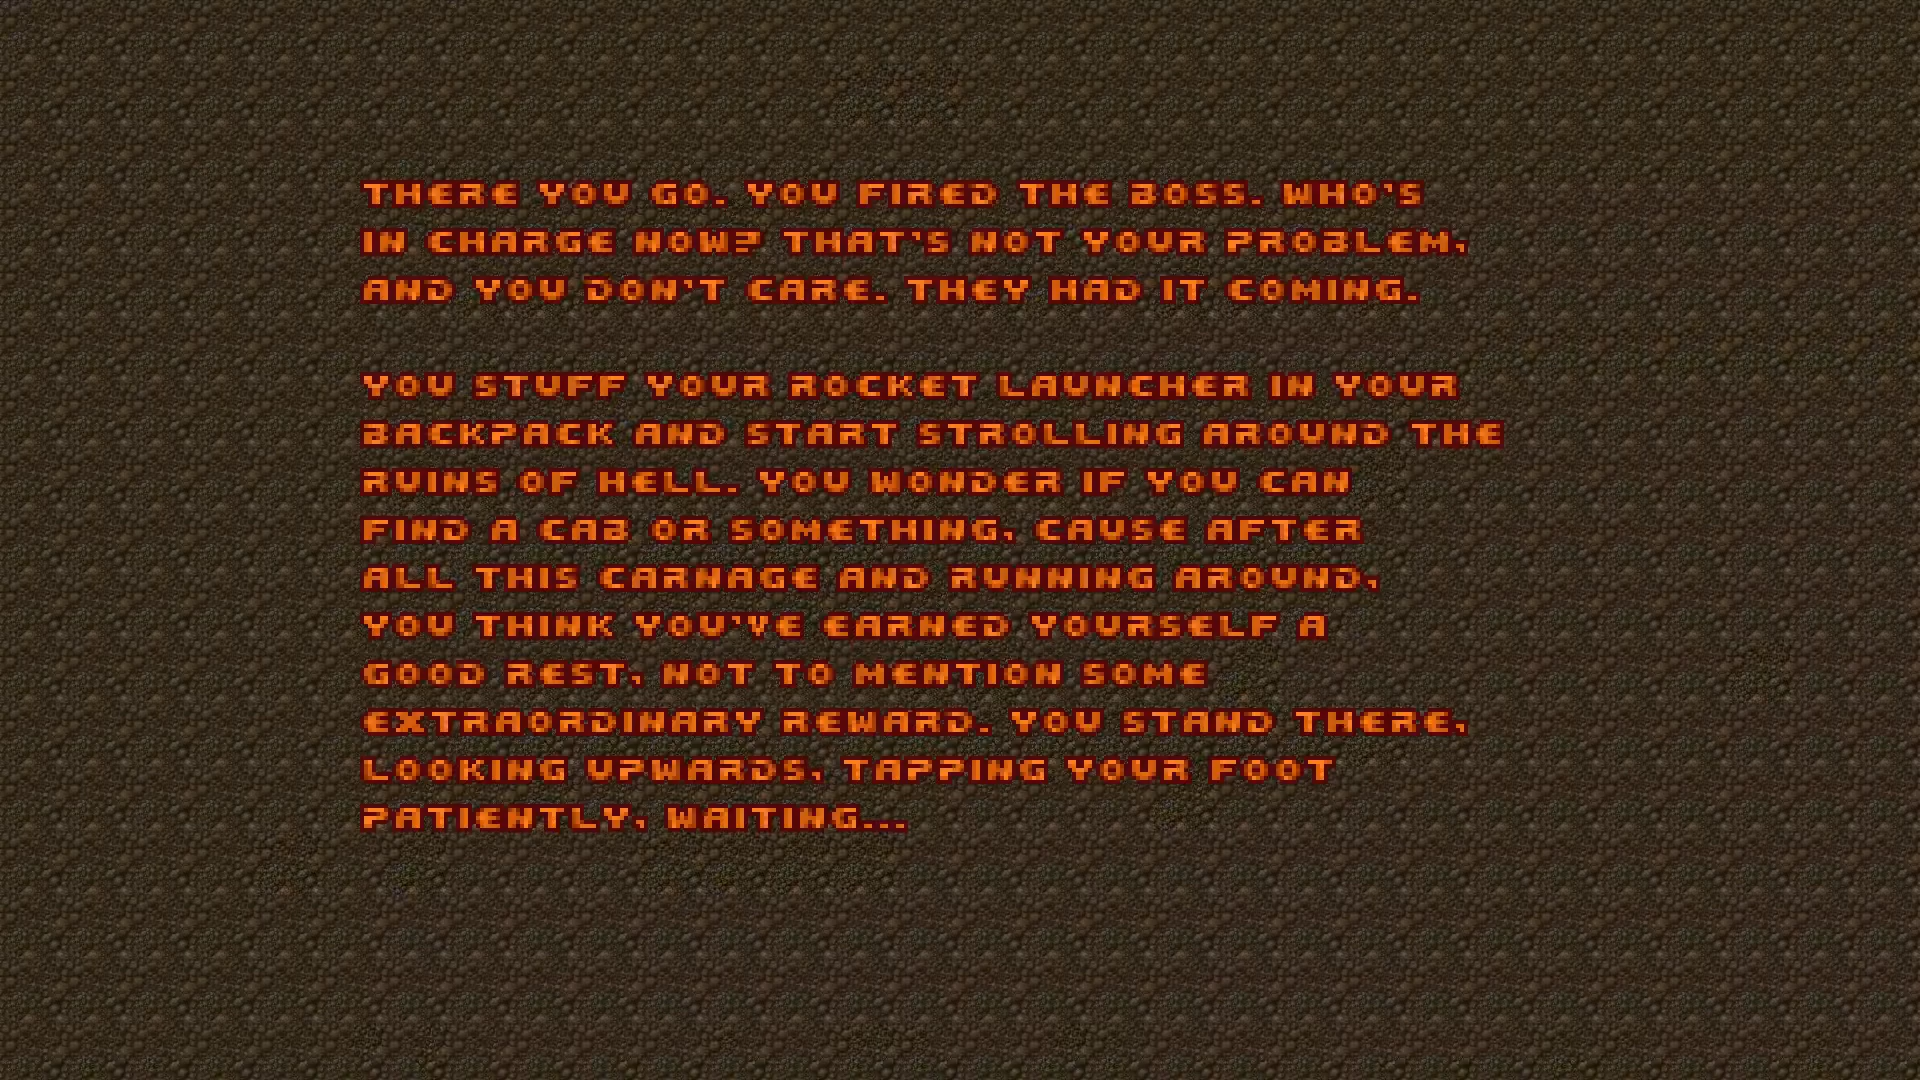 THERE YOU GO. YOU FIRED THE BOSS. WHO'S
IN CHARGE NOW? THAT'S NOT YOUR PROBLEM,
AND YOU DON'T CARE. THEY HAD IT COMING.
YOU STUFF YOUR ROCKET LAUNCHER IN YOUR
BACKPACK AND START STROLLING AROUND THE
RUINS OF HELL. YOU WONDER IF YOU CAN
FIND A CAB OR SOMETHING, CAUSE AFTER
ALL THIS CARNAGE AND RUNNING AROUND,
YOU THINK YOU'VE EARNED YOURSELF A
GOOD REST, NOT TO MENTION SOME
EXTRAORDINARY REWARD. YOU STAND THERE,
LOOKING UPWARDS, TAPPING YOUR FOOT
PATIENTLY, WAITING...